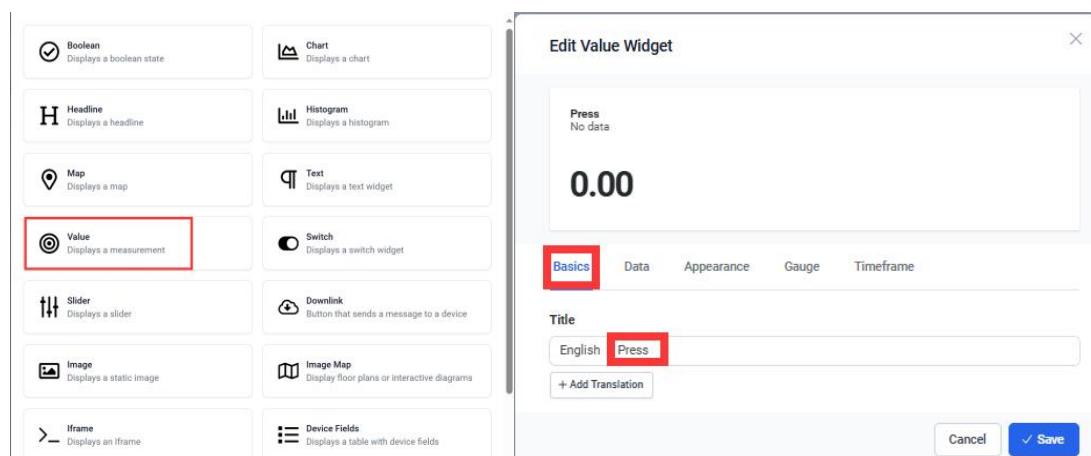 Boolean
Displays a boolean state
Chart
Displays a chart
Headline
Displays a headline
Histogram
Displays a histogram
Map
Displays a map
Text
Displays a text widget
Value
Displays a measurement
Switch
Displays a switch widget
Slider
Displays a slider
Downlink
Button that sends a message to a device
Image
Displays a static image
Image Map
Display floor plans or interactive diagrams
Iframe
Displays an Iframe
Device Fields
Displays a table with device fields
Edit Value Widget
Press
No data
0.00
Basics Data Appearance Gauge Timeframe
Title
English Press
+ Add Translation
Cancel Save